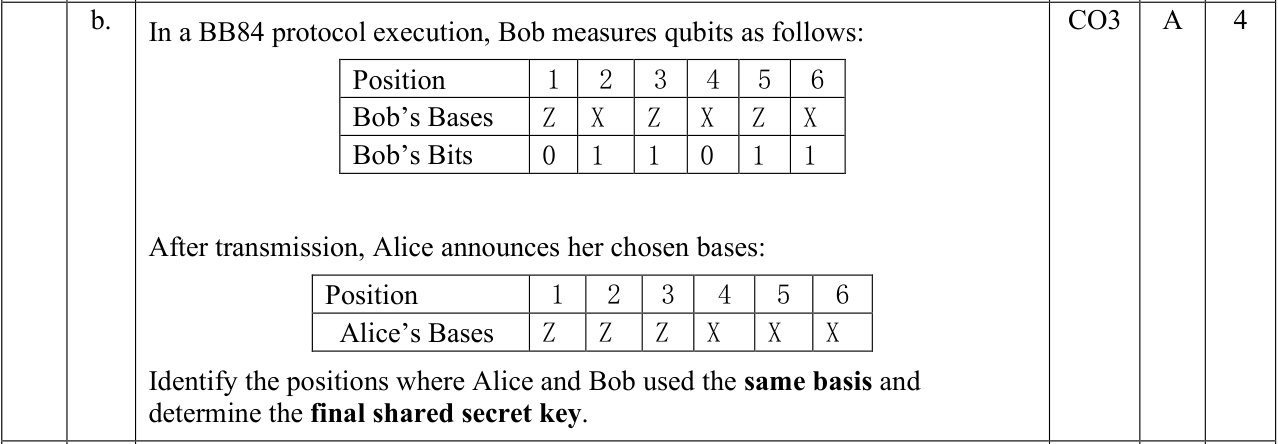 b. In a BB84 protocol execution, Bob measures qubits as follows: CO3 A 4
Position 1 2 3 4 5 6
Bob’s Bases Z X Z X Z X
Bob’s Bits 0 1 1 0 1 1
After transmission, Alice announces her chosen bases:
Position 1 2 3 4 5 6
Alice’s Bases Z Z Z X X X
Identify the positions where Alice and Bob used the same basis and
determine the final shared secret key.